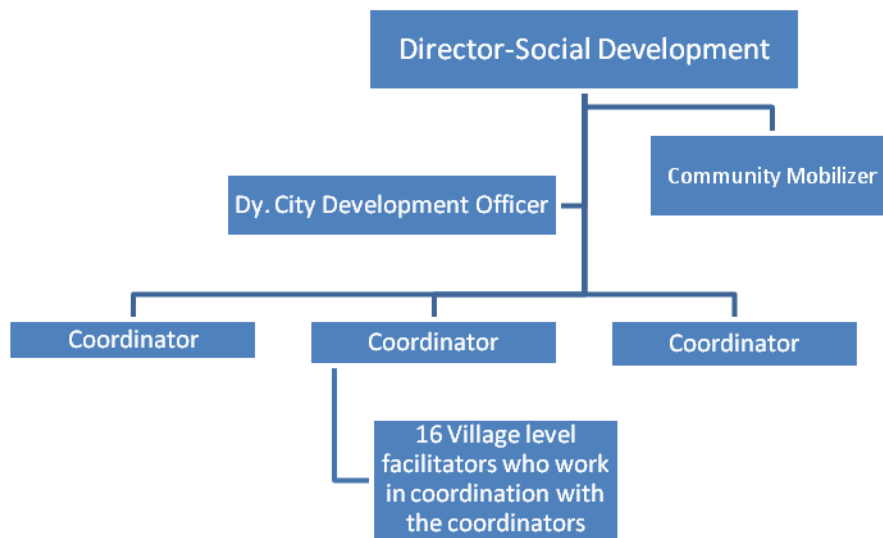 Director-Social Development
Community Mobilizer
Dy. City Development Officer
Coordinator
Coordinator
Coordinator
16 Village level
facilitators who work
in coordination with
the coordinators